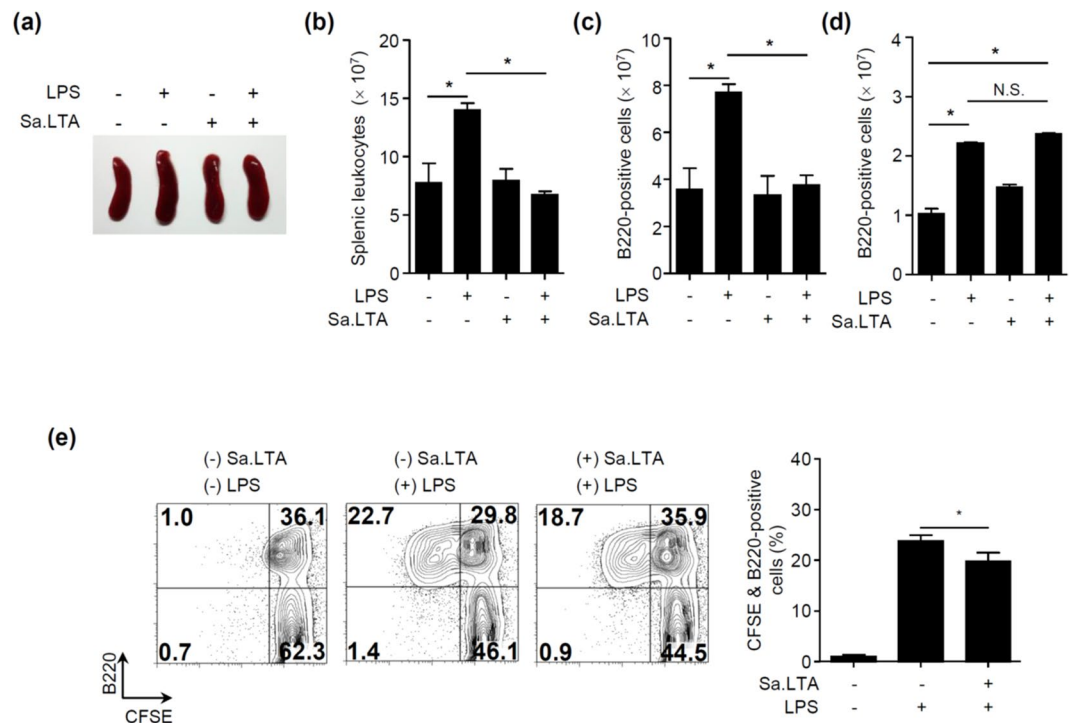 (a)
LPS - + - +
Sa.LTA - - + +
(b)
Splenic leukocytes (× 10⁷)
20
15
10
5
0
*
*
LPS - + - +
Sa.LTA - - + +
(c)
B220-positive cells (× 10⁷)
10
8
6
4
2
0
*
*
LPS - + - +
Sa.LTA - - + +
(d)
B220-positive cells (× 10⁷)
4
3
2
1
0
*
N.S.
*
LPS - + - +
Sa.LTA - - + +
(e)
(-) Sa.LTA
(-) LPS
1.0 36.1
0.7 62.3
(-) Sa.LTA
(+) LPS
22.7 29.8
1.4 46.1
(+) Sa.LTA
(+) LPS
18.7 35.9
0.9 44.5
B220
CFSE
CFSE & B220-positive
cells (%)
40
30
20
10
0
*
Sa.LTA - - +
LPS - + +